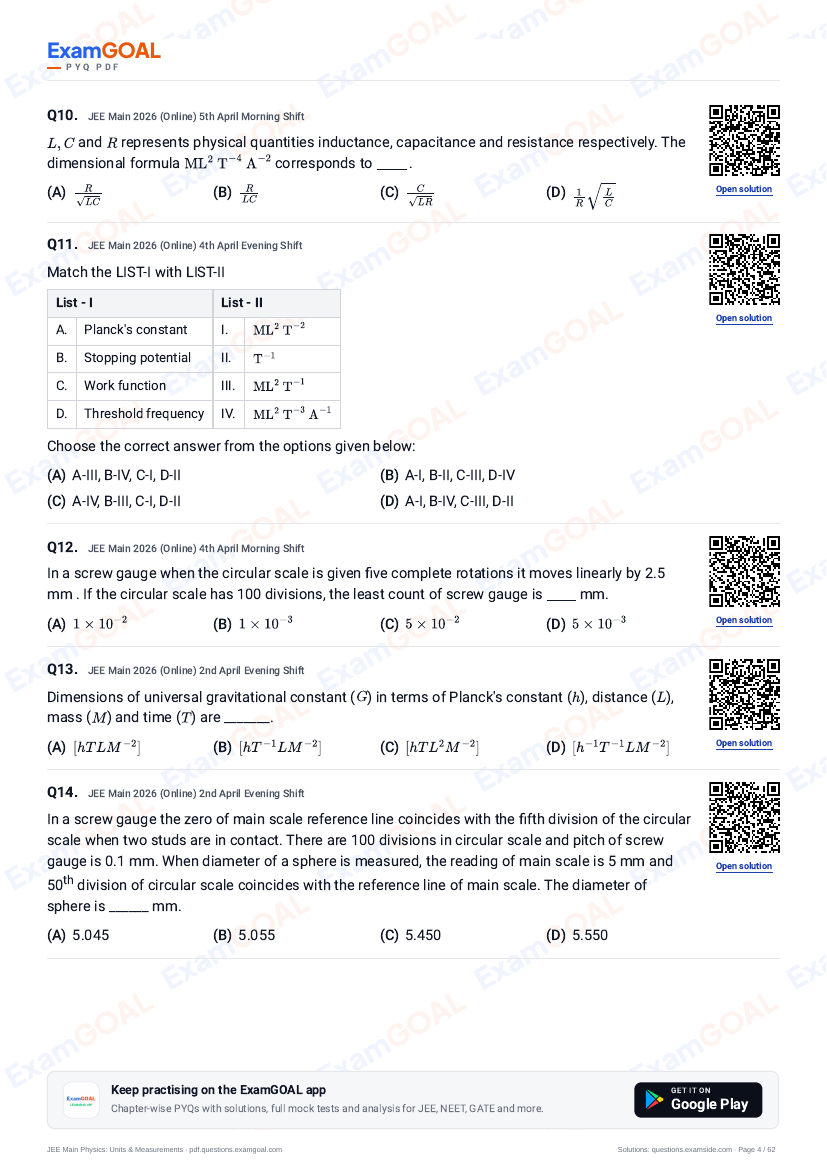 ExamGOAL
PYQ PDF
Q10. JEE Main 2026 (Online) 5th April Morning Shift
L, C and R represents physical quantities inductance, capacitance and resistance respectively. The
dimensional formula ML² T⁻⁴ A⁻² corresponds to ____ .
(A) R/√LC (B) R/LC (C) C/√LR (D) 1/R √(L/C)
Open solution
Q11. JEE Main 2026 (Online) 4th April Evening Shift
Match the LIST-I with LIST-II
List - I List - II
A. Planck's constant I. ML² T⁻²
B. Stopping potential II. T⁻¹
C. Work function III. ML² T⁻¹
D. Threshold frequency IV. ML² T⁻³ A⁻¹
Open solution
Choose the correct answer from the options given below:
(A) A-III, B-IV, C-I, D-II (B) A-I, B-II, C-III, D-IV
(C) A-IV, B-III, C-I, D-II (D) A-I, B-IV, C-III, D-II
Q12. JEE Main 2026 (Online) 4th April Morning Shift
In a screw gauge when the circular scale is given five complete rotations it moves linearly by 2.5
mm . If the circular scale has 100 divisions, the least count of screw gauge is ____ mm.
(A) 1 × 10⁻² (B) 1 × 10⁻³ (C) 5 × 10⁻² (D) 5 × 10⁻³
Open solution
Q13. JEE Main 2026 (Online) 2nd April Evening Shift
Dimensions of universal gravitational constant (G) in terms of Planck's constant (h), distance (L),
mass (M) and time (T) are ______.
(A) [hTLM⁻²] (B) [hT⁻¹LM⁻²] (C) [hTL²M⁻²] (D) [h⁻¹T⁻¹LM⁻²]
Open solution
Q14. JEE Main 2026 (Online) 2nd April Evening Shift
In a screw gauge the zero of main scale reference line coincides with the fifth division of the circular
scale when two studs are in contact. There are 100 divisions in circular scale and pitch of screw
gauge is 0.1 mm. When diameter of a sphere is measured, the reading of main scale is 5 mm and
50th division of circular scale coincides with the reference line of main scale. The diameter of
sphere is _____ mm.
(A) 5.045 (B) 5.055 (C) 5.450 (D) 5.550
Open solution
Keep practising on the ExamGOAL app
Chapter-wise PYQs with solutions, full mock tests and analysis for JEE, NEET, GATE and more.
GET IT ON
Google Play
JEE Main Physics: Units & Measurements · pdf.questions.examgoal.com
Solutions: questions.examside.com · Page 4 / 62